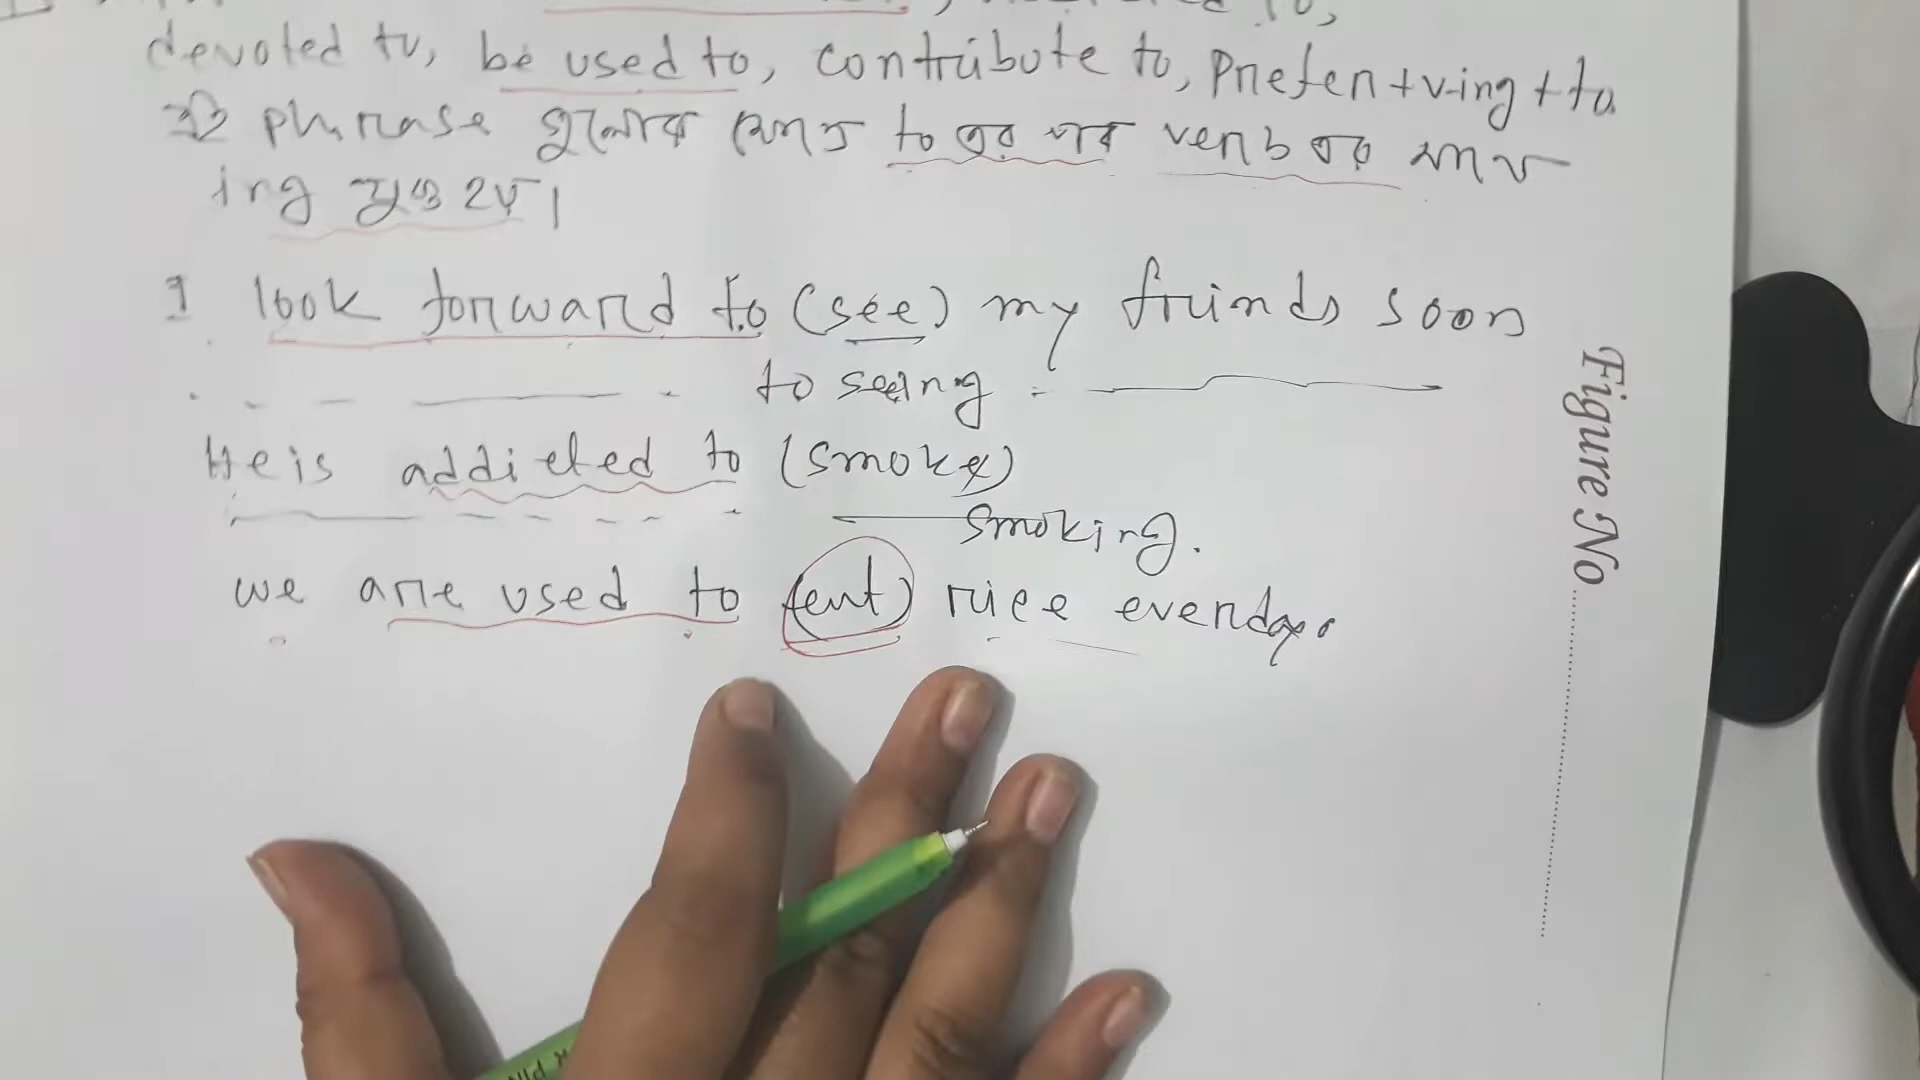 devoted to, be used to, contribute to, Prefer+v-ing+to
এই phrase গুলোর শেষে to এর পর verb এর সাথে
ing যুক্ত হয়।
I look forward to (see) my friends soon
to seeing
He is addicted to (smoke)
smoking.
we are used to (eat) rice everday.
Figure No